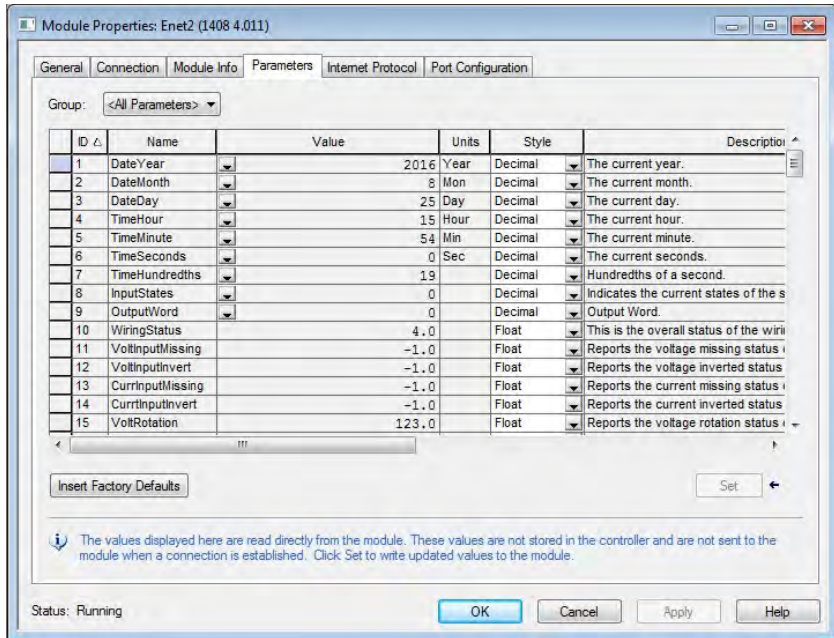 Module Properties: Enet2 (1408 4.011)
General Connection Module Info Parameters Internet Protocol Port Configuration
Group: <All Parameters>
ID Name Value Units Style Description
1 DateYear 2016 Year Decimal The current year.
2 DateMonth 8 Mon Decimal The current month.
3 DateDay 25 Day Decimal The current day.
4 TimeHour 15 Hour Decimal The current hour.
5 TimeMinute 54 Min Decimal The current minute.
6 TimeSeconds 0 Sec Decimal The current seconds.
7 TimeHundredths 19 Decimal Hundredths of a second.
8 InputStates 0 Decimal Indicates the current states of the s
9 OutputWord 0 Decimal Output Word.
10 WiringStatus 4.0 Float This is the overall status of the wiri
11 VoltInputMissing -1.0 Float Reports the voltage missing status
12 VoltInputInvert -1.0 Float Reports the voltage inverted status
13 CurrInputMissing -1.0 Float Reports the current missing status
14 CurrtInputInvert -1.0 Float Reports the current inverted status
15 VoltRotation 123.0 Float Reports the voltage rotation status
Insert Factory Defaults Set
The values displayed here are read directly from the module. These values are not stored in the controller and are not sent to the
module when a connection is established. Click Set to write updated values to the module.
Status: Running OK Cancel Apply Help